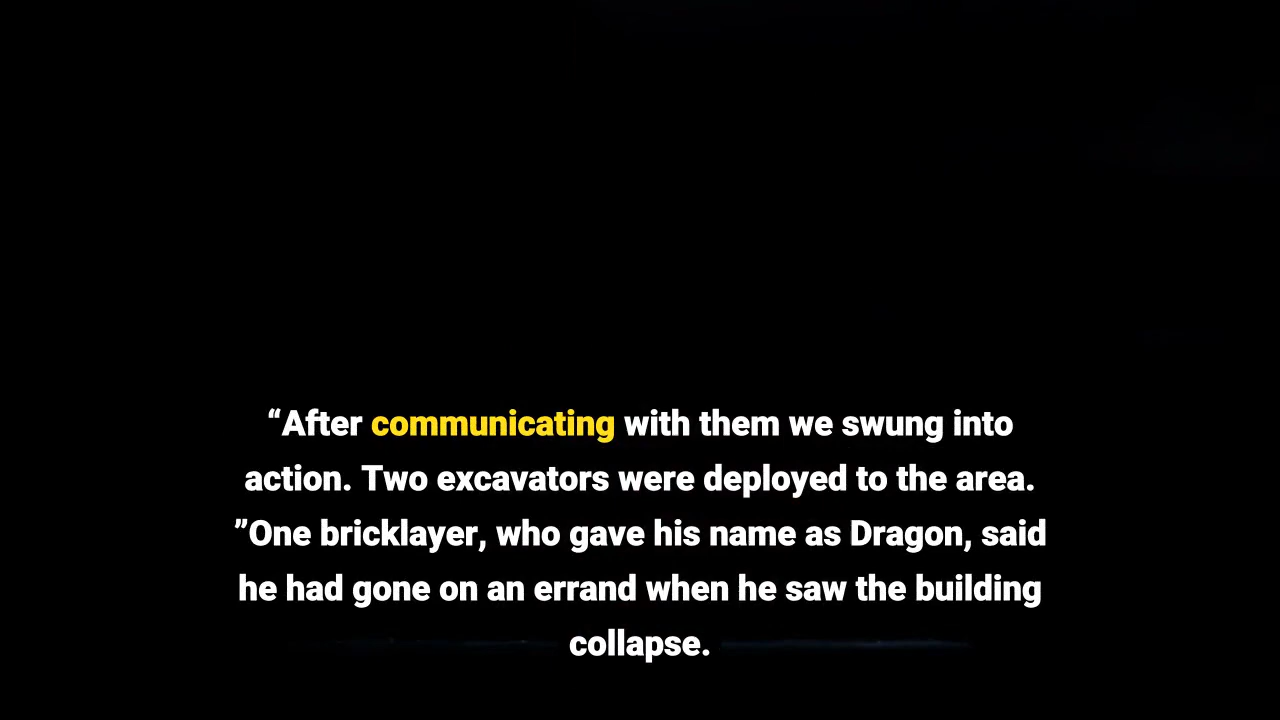 “After communicating with them we swung into
action. Two excavators were deployed to the area.
”One bricklayer, who gave his name as Dragon, said
he had gone on an errand when he saw the building
collapse.